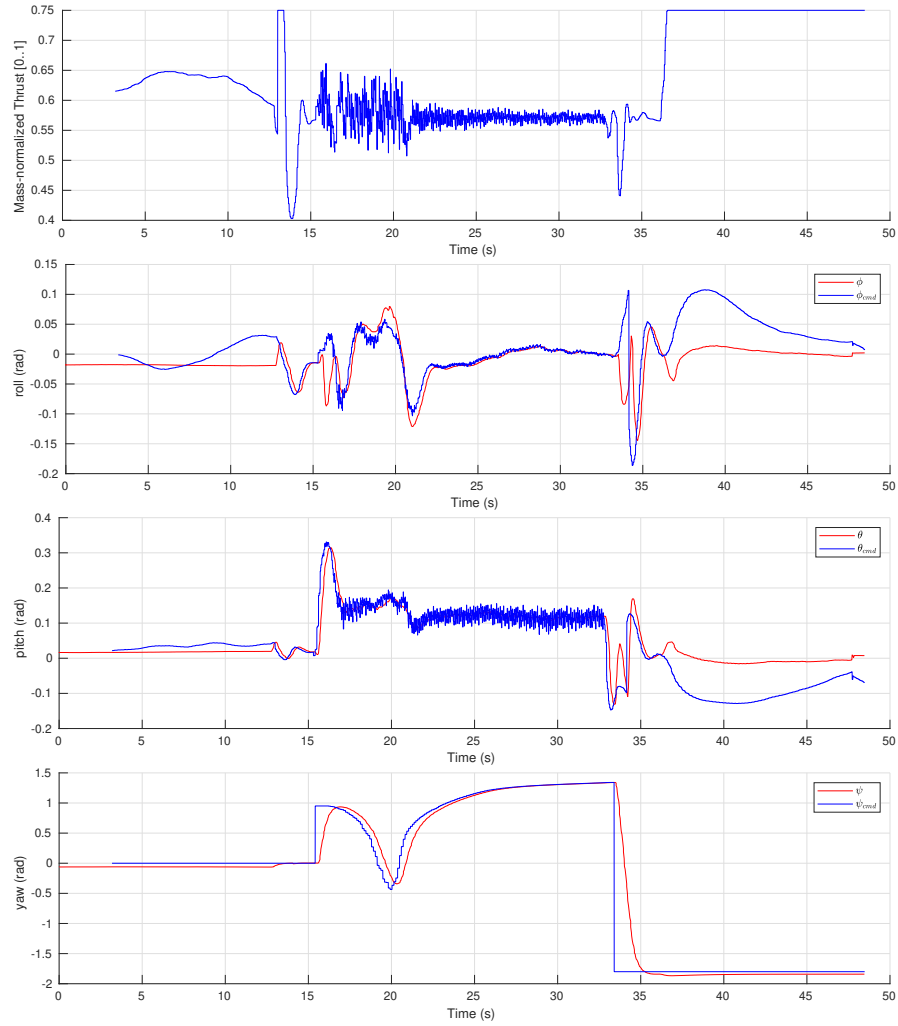 Mass-normalized Thrust [0..1]
0.75
0.7
0.65
0.6
0.55
0.5
0.45
0.4
0 5 10 15 20 25 30 35 40 45 50
Time (s)
roll (rad)
0.15
0.1
0.05
0
-0.05
-0.1
-0.15
-0.2
ϕ
ϕcmd
0 5 10 15 20 25 30 35 40 45 50
Time (s)
pitch (rad)
0.4
0.3
0.2
0.1
0
-0.1
-0.2
θ
θcmd
0 5 10 15 20 25 30 35 40 45 50
Time (s)
yaw (rad)
1.5
1
0.5
0
-0.5
-1
-1.5
-2
ψ
ψcmd
0 5 10 15 20 25 30 35 40 45 50
Time (s)